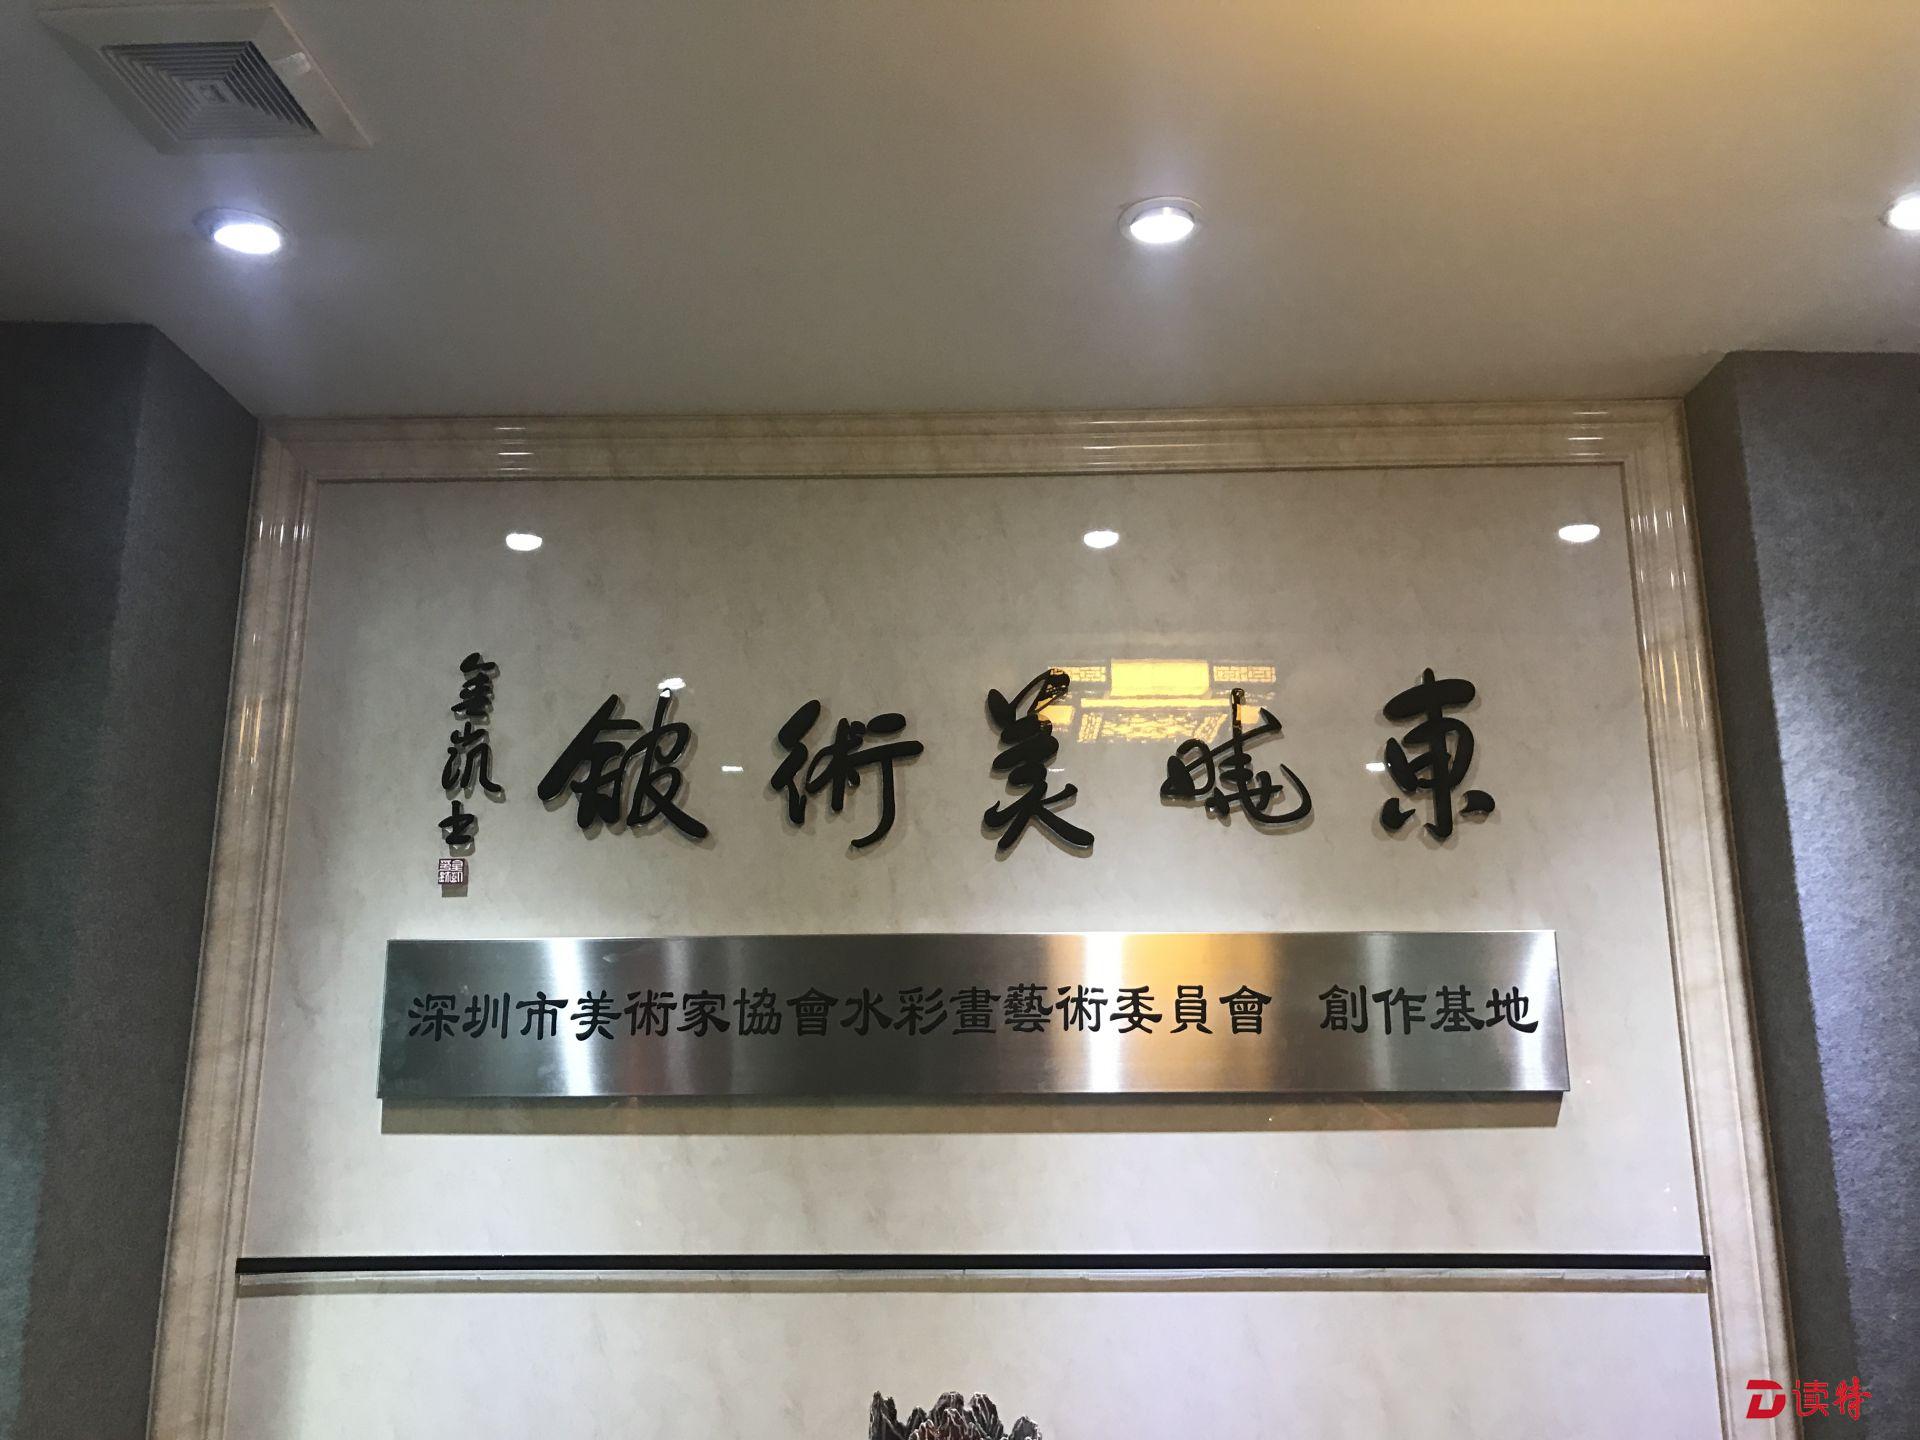 東曉美術館
深圳市美術家協會水彩畫藝術委員會 創作基地
读特